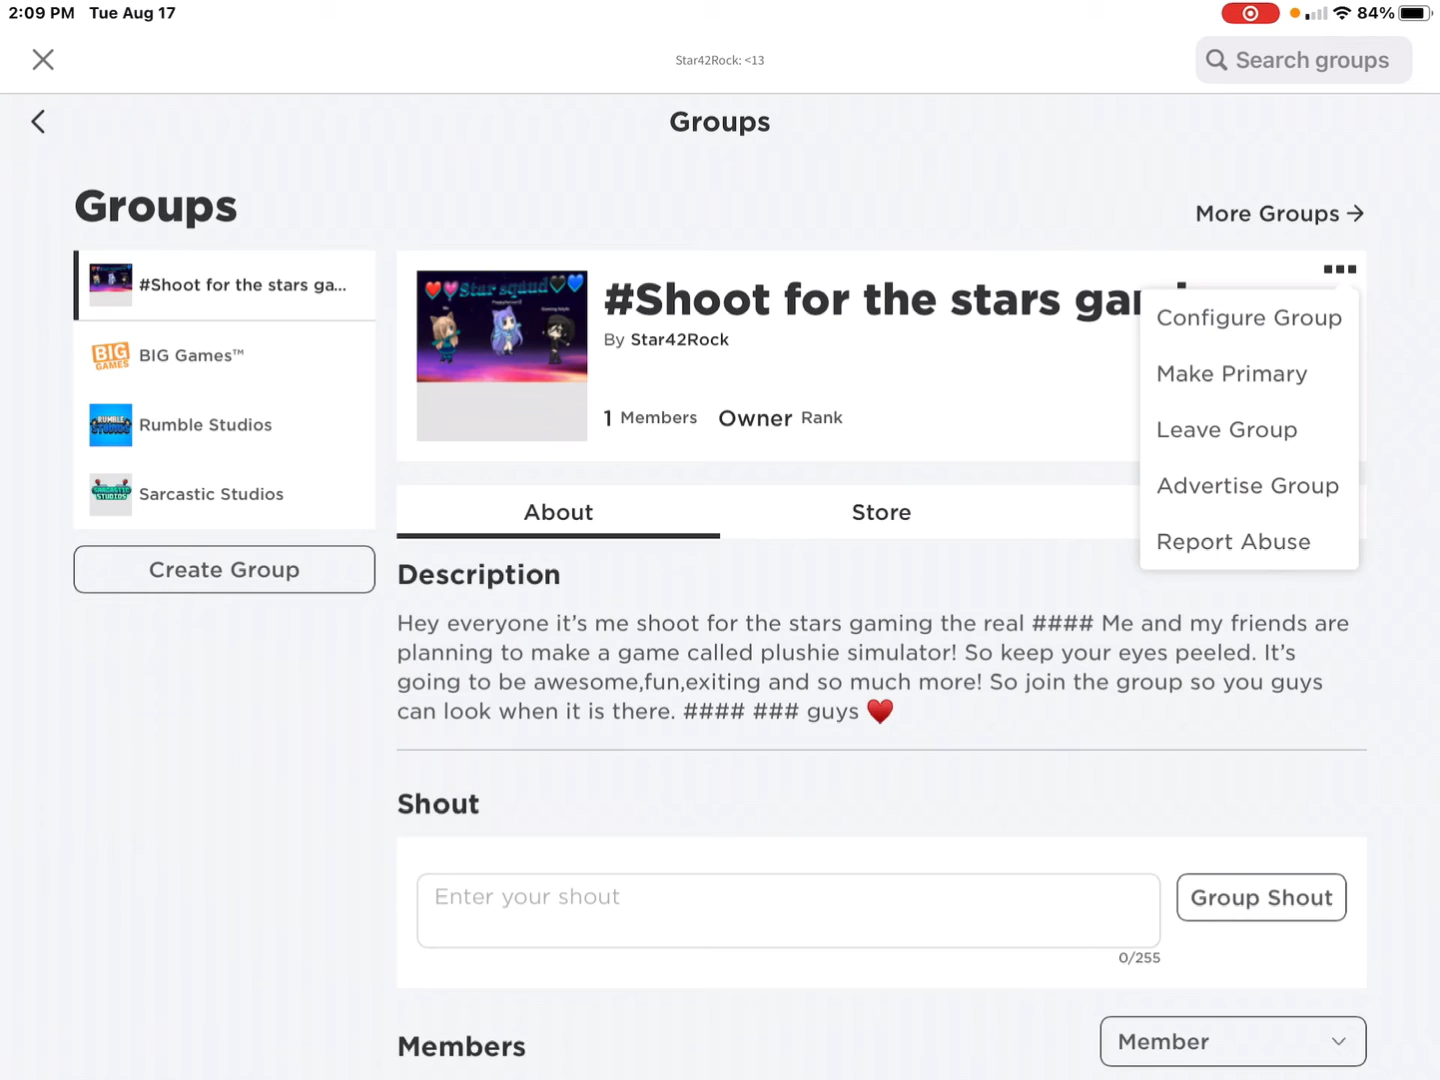 2:09 PM Tue Aug 17
84%
Star42Rock: <13
Search groups
Groups
Groups
More Groups →
#Shoot for the stars ga...
BIG Games™
Rumble Studios
Sarcastic Studios
Create Group
Star squad
#Shoot for the stars
By Star42Rock
1 Members Owner Rank
Configure Group
Make Primary
Leave Group
Advertise Group
Report Abuse
About
Store
Description
Hey everyone it’s me shoot for the stars gaming the real #### Me and my friends are
planning to make a game called plushie simulator! So keep your eyes peeled. It’s
going to be awesome,fun,exiting and so much more! So join the group so you guys
can look when it is there. #### ### guys ♥️
Shout
Enter your shout
Group Shout
0/255
Members
Member